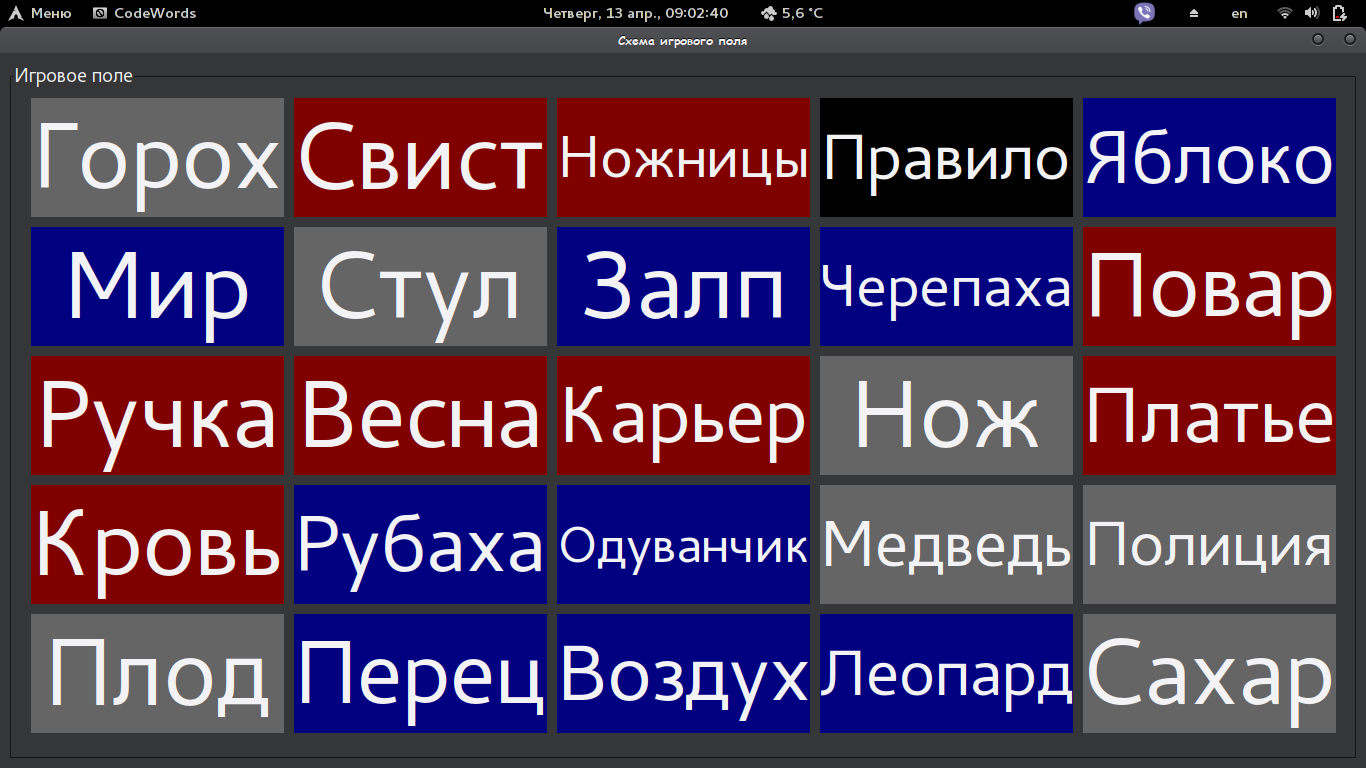 Меню CodeWords Четверг, 13 апр., 09:02:40 5,6 °C en
Схема игрового поля
Игровое поле
Горох Свист Ножницы Правило Яблоко
Мир Стул Залп Черепаха Повар
Ручка Весна Карьер Нож Платье
Кровь Рубаха Одуванчик Медведь Полиция
Плод Перец Воздух Леопард Сахар